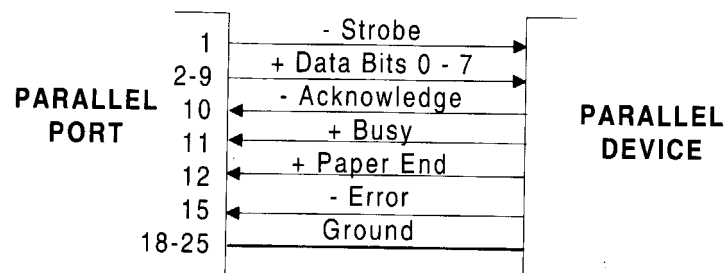 1 - Strobe
2-9 + Data Bits 0 - 7
PARALLEL
PORT
10 - Acknowledge
11 + Busy
12 + Paper End
15 - Error
18-25 Ground
PARALLEL
DEVICE